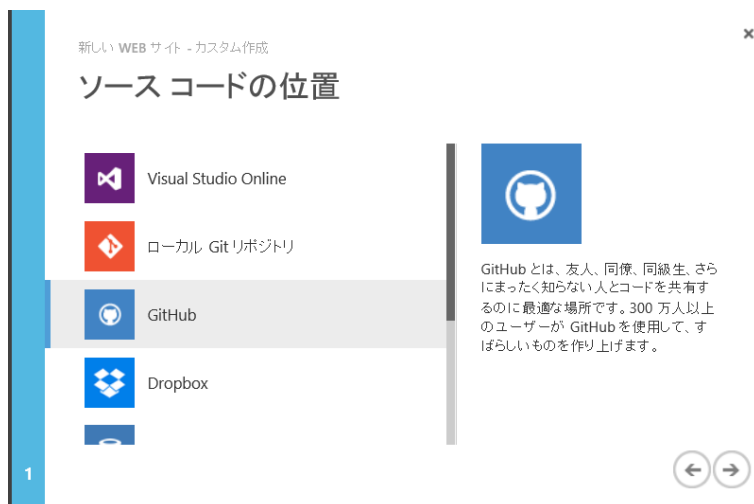 新しい WEB サイト - カスタム作成
ソース コードの位置
Visual Studio Online
ローカル Git リポジトリ
GitHub
Dropbox
GitHub とは、友人、同僚、同級生、さら
にまったく知らない人とコードを共有す
るのに最適な場所です。300 万人以上
のユーザーが GitHub を使用して、す
ばらしいものを作り上げます。
1